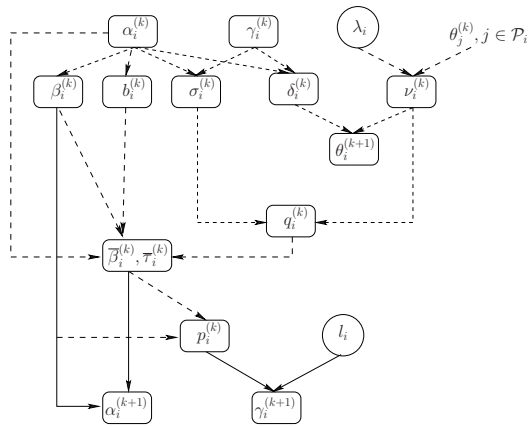 α_i^{(k)} γ_i^{(k)} λ_i θ_j^{(k)}, j ∈ 𝒫_i
β_i^{(k)} b_i^{(k)} σ_i^{(k)} δ_i^{(k)} ν_i^{(k)}
θ_i^{(k+1)}
q_i^{(k)}
β̅_i^{(k)}, τ̅_i^{(k)}
p_i^{(k)} l_i
α_i^{(k+1)} γ_i^{(k+1)}